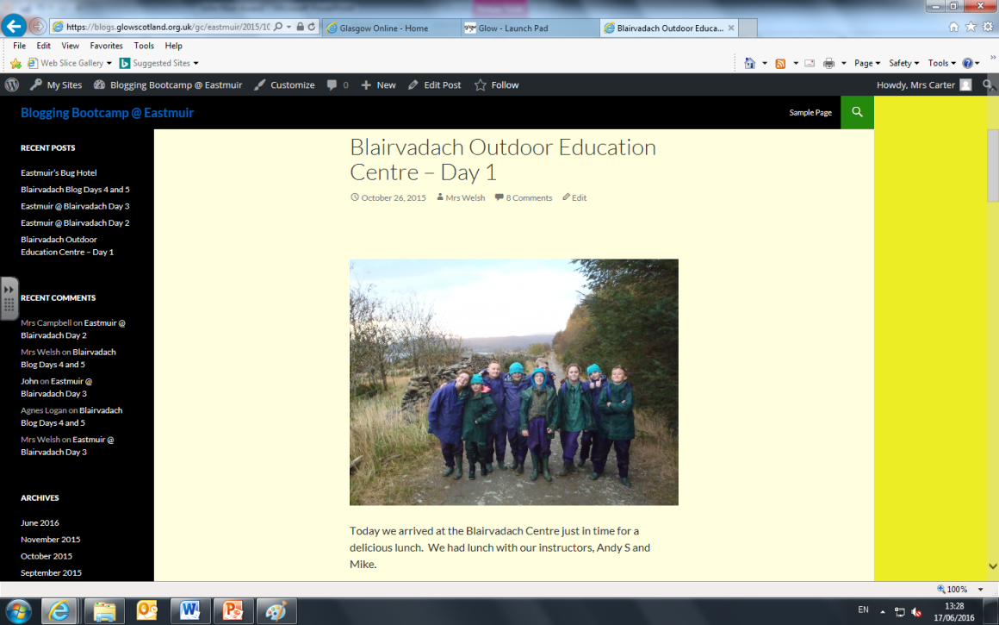 https://blogs.glowscotland.org.uk/gc/eastmuir/2015/10
Glasgow Online - Home
Glow - Launch Pad
Blairvadach Outdoor Educa...
File Edit View Favorites Tools Help
Web Slice Gallery
Suggested Sites
Page Safety Tools
My Sites
Blogging Bootcamp @ Eastmuir
Customize
0
New
Edit Post
Follow
Howdy, Mrs Carter
Blogging Bootcamp @ Eastmuir
Sample Page
RECENT POSTS
Eastmuir's Bug Hotel
Blairvadach Blog Days 4 and 5
Eastmuir @ Blairvadach Day 3
Eastmuir @ Blairvadach Day 2
Blairvadach Outdoor
Education Centre – Day 1
RECENT COMMENTS
Mrs Campbell on Eastmuir @
Blairvadach Day 2
Mrs Welsh on Blairvadach
Blog Days 4 and 5
John on Eastmuir @
Blairvadach Day 3
Agnes Logan on Blairvadach
Blog Days 4 and 5
Mrs Welsh on Eastmuir @
Blairvadach Day 3
ARCHIVES
June 2016
November 2015
October 2015
September 2015
Blairvadach Outdoor Education
Centre – Day 1
October 26, 2015 Mrs Welsh 8 Comments Edit
Today we arrived at the Blairvadach Centre just in time for a
delicious lunch. We had lunch with our instructors, Andy S and
Mike.
100%
EN
13:28
17/06/2016